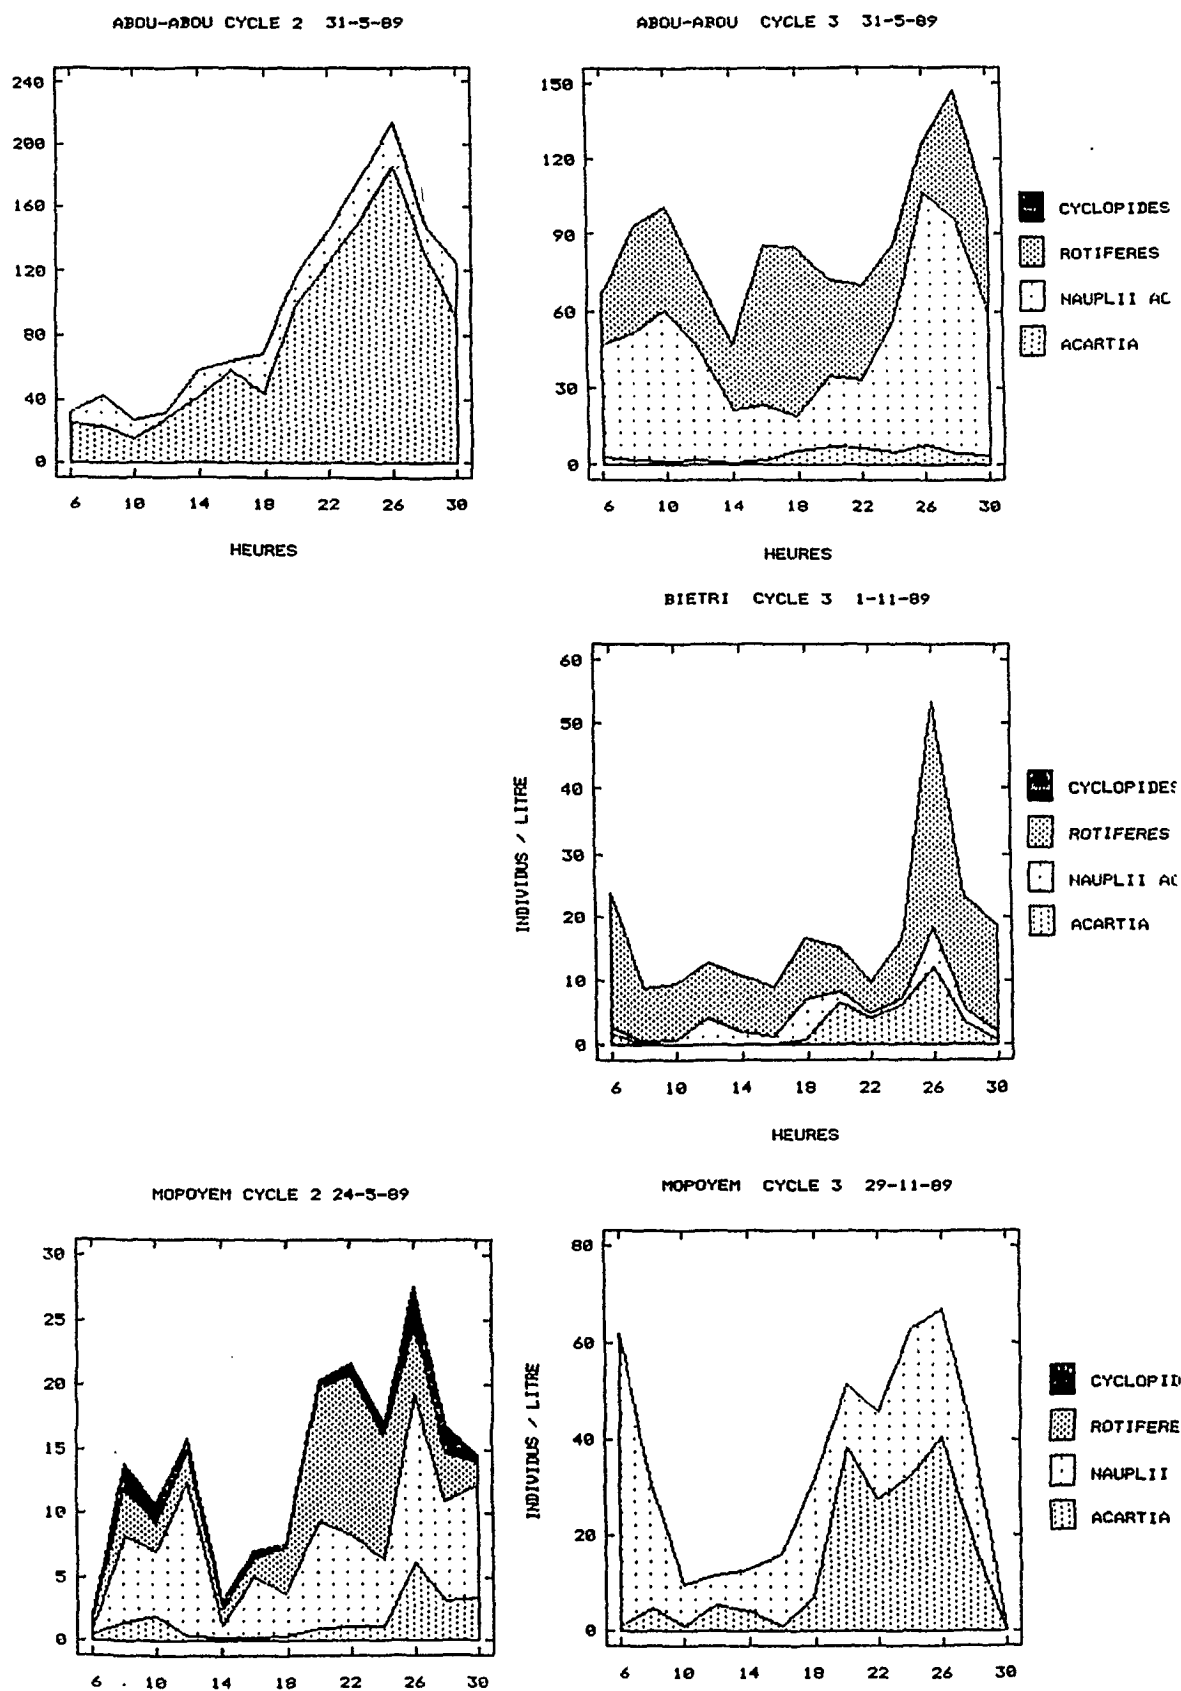 ABOU-ABOU CYCLE 2 31-5-89
240
200
160
120
80
40
0
6 10 14 18 22 26 30
HEURES
ABOU-ABOU CYCLE 3 31-5-89
150
120
90
60
30
0
6 10 14 18 22 26 30
HEURES
CYCLOPIDES
ROTIFERES
NAUPLII AC
ACARTIA
BIETRI CYCLE 3 1-11-89
INDIVIDUS / LITRE
60
50
40
30
20
10
0
6 10 14 18 22 26 30
HEURES
CYCLOPIDES
ROTIFERES
NAUPLII AC
ACARTIA
MOPOYEM CYCLE 2 24-5-89
30
25
20
15
10
5
0
6 10 14 18 22 26 30
MOPOYEM CYCLE 3 29-11-89
INDIVIDUS / LITRE
80
60
40
20
0
6 10 14 18 22 26 30
CYCLOPID
ROTIFERE
NAUPLII
ACARTIA